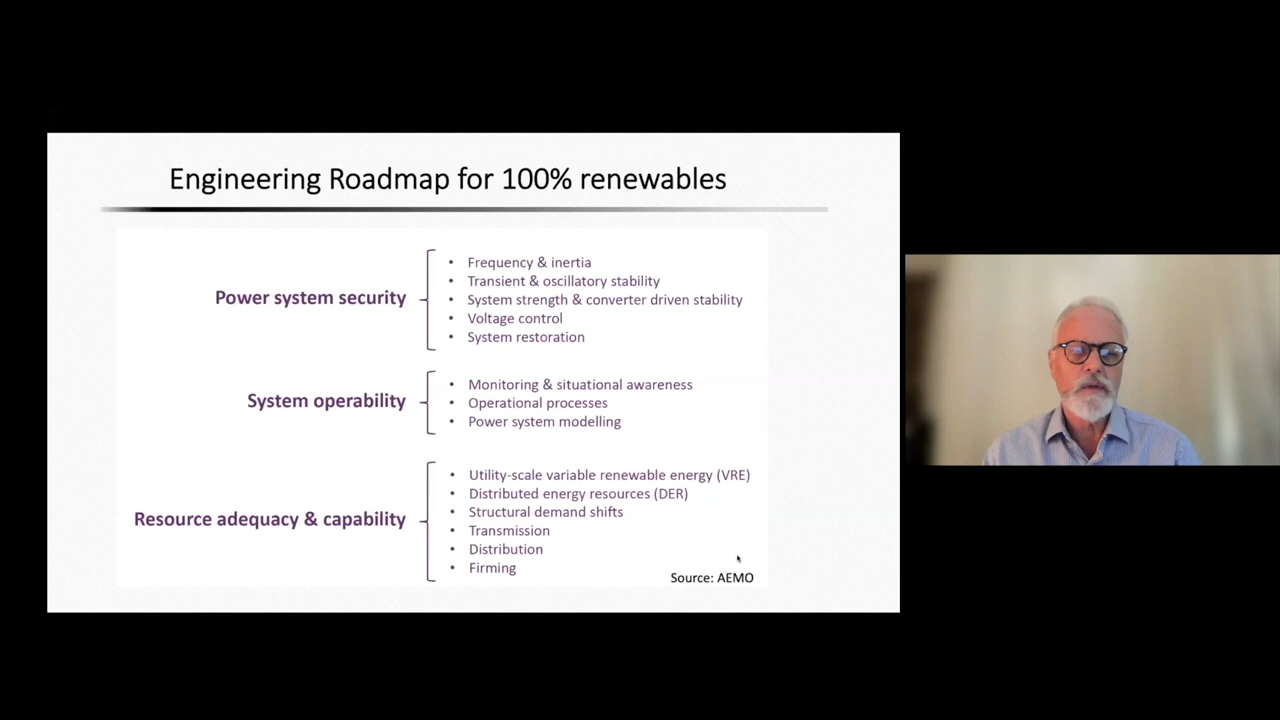 Engineering Roadmap for 100% renewables
Power system security
• Frequency & inertia
• Transient & oscillatory stability
• System strength & converter driven stability
• Voltage control
• System restoration
System operability
• Monitoring & situational awareness
• Operational processes
• Power system modelling
Resource adequacy & capability
• Utility-scale variable renewable energy (VRE)
• Distributed energy resources (DER)
• Structural demand shifts
• Transmission
• Distribution
• Firming
Source: AEMO